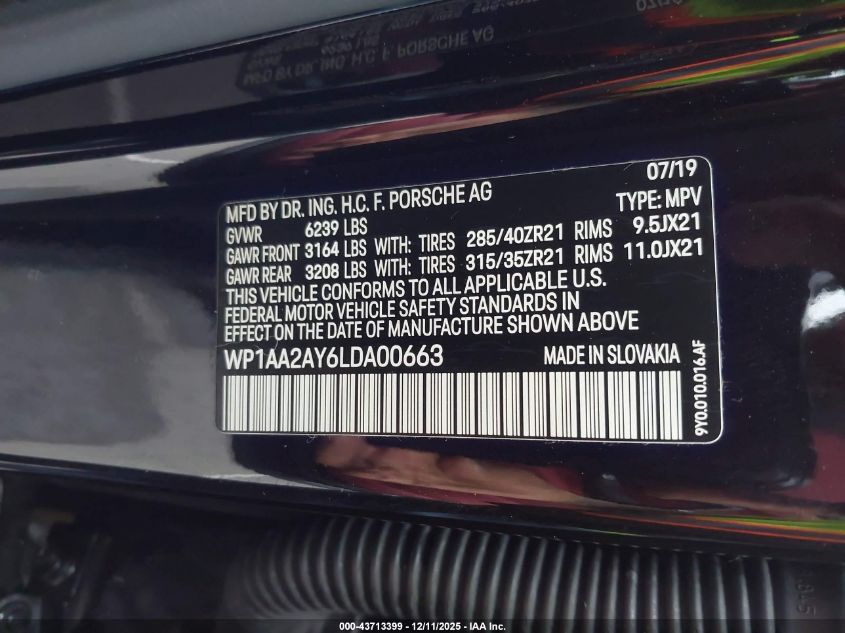 07/19
MFD BY DR. ING. H.C. F. PORSCHE AG TYPE: MPV
GVWR 6239 LBS
GAWR FRONT 3164 LBS WITH: TIRES 285/40ZR21 RIMS 9.5JX21
GAWR REAR 3208 LBS WITH: TIRES 315/35ZR21 RIMS 11.0JX21
THIS VEHICLE CONFORMS TO ALL APPLICABLE U.S.
FEDERAL MOTOR VEHICLE SAFETY STANDARDS IN
EFFECT ON THE DATE OF MANUFACTURE SHOWN ABOVE
WP1AA2AY6LDA00663 MADE IN SLOVAKIA
9Y0.010.016.AF
000-43713399 - 12/11/2025 - IAA Inc.